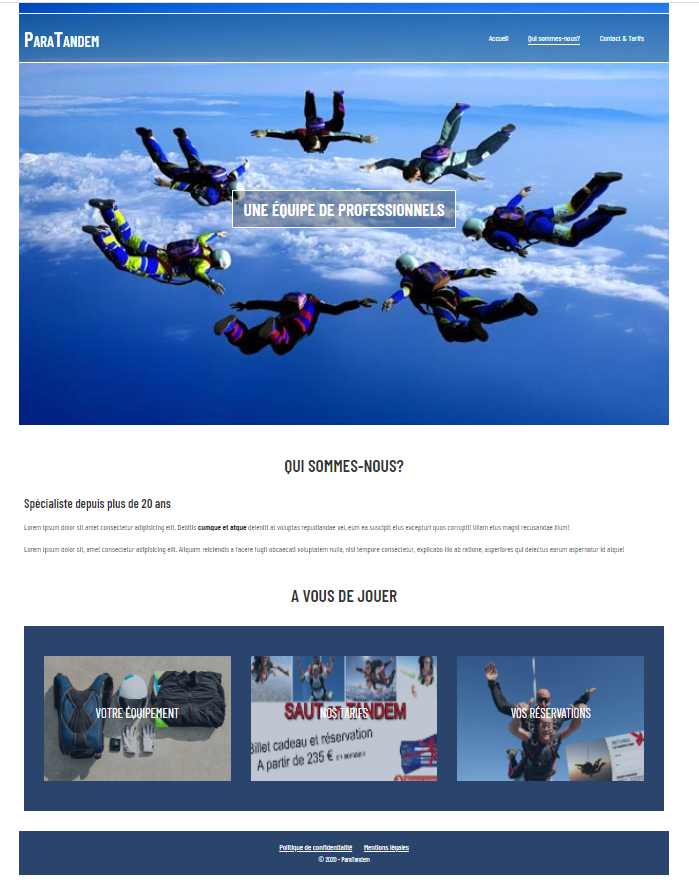 ParaTandem
Accueil Qui sommes-nous? Contact & Tarifs
UNE ÉQUIPE DE PROFESSIONNELS
QUI SOMMES-NOUS?
Spécialiste depuis plus de 20 ans
Lorem ipsum dolor sit amet consectetur adipisicing elit. Debitis cumque et atque deleniti at voluptas repudiandae vel, eum ea suscipit eius excepturi quos corrupti! Ullam eius magni recusandae illum!
Lorem ipsum dolor sit, amet consectetur adipisicing elit. Aliquam reiciendis a facere fugit obcaecati voluptatem nulla, nisi tempore consectetur, explicabo illo ab ratione, asperiores qui delectus earum aspernatur id atque!
A VOUS DE JOUER
VOTRE ÉQUIPEMENT
SAUT TANDEM
NOS TARIFS
Billet cadeau et réservation
A partir de 235 €
VOS RÉSERVATIONS
Politique de confidentialité Mentions légales
© 2020 - ParaTandem